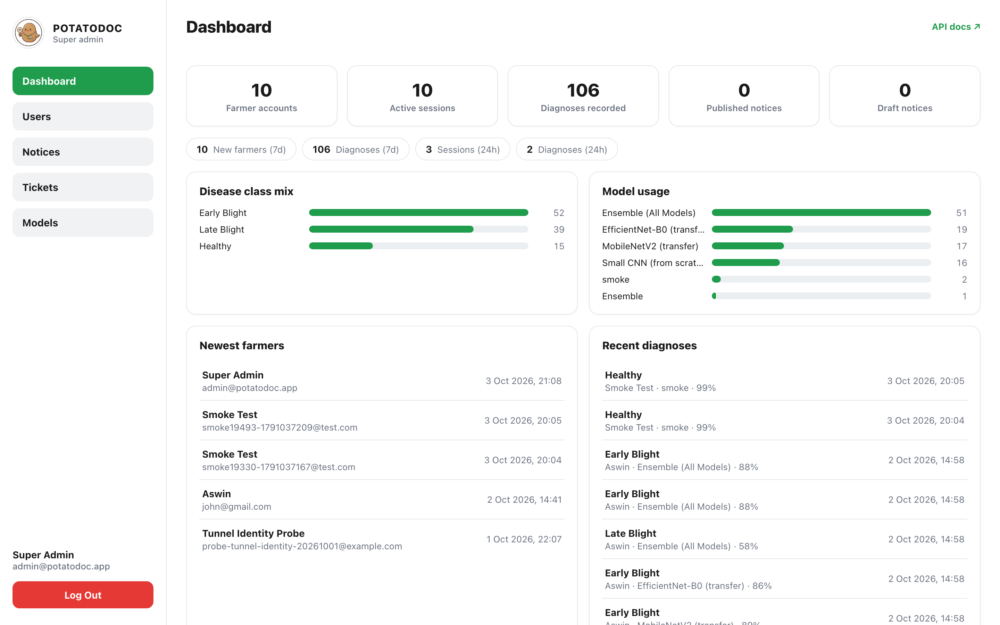 POTATODOC
Super admin
Dashboard
Users
Notices
Tickets
Models
Super Admin
admin@potatodoc.app
Log Out
Dashboard
API docs ↗
10
Farmer accounts
10
Active sessions
106
Diagnoses recorded
0
Published notices
0
Draft notices
10 New farmers (7d)
106 Diagnoses (7d)
3 Sessions (24h)
2 Diagnoses (24h)
Disease class mix
Early Blight 52
Late Blight 39
Healthy 15
Model usage
Ensemble (All Models) 51
EfficientNet-B0 (transf... 19
MobileNetV2 (transfer) 17
Small CNN (from scrat... 16
smoke 2
Ensemble 1
Newest farmers
Super Admin
admin@potatodoc.app
3 Oct 2026, 21:08
Smoke Test
smoke19493-1791037209@test.com
3 Oct 2026, 20:05
Smoke Test
smoke19330-1791037167@test.com
3 Oct 2026, 20:04
Aswin
john@gmail.com
2 Oct 2026, 14:41
Tunnel Identity Probe
probe-tunnel-identity-20261001@example.com
1 Oct 2026, 22:07
Recent diagnoses
Healthy
Smoke Test · smoke · 99%
3 Oct 2026, 20:05
Healthy
Smoke Test · smoke · 99%
3 Oct 2026, 20:04
Early Blight
Aswin · Ensemble (All Models) · 88%
2 Oct 2026, 14:58
Early Blight
Aswin · Ensemble (All Models) · 88%
2 Oct 2026, 14:58
Late Blight
Aswin · Ensemble (All Models) · 58%
2 Oct 2026, 14:58
Early Blight
Aswin · EfficientNet-B0 (transfer) · 86%
2 Oct 2026, 14:58
Early Blight
2 Oct 2026, 14:58